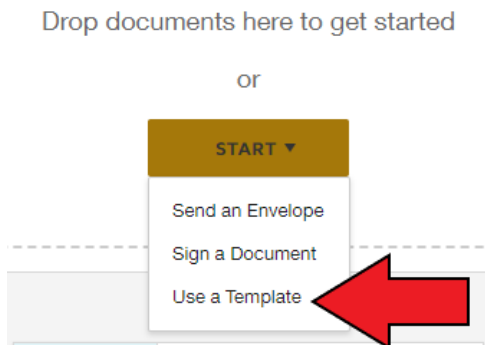 Drop documents here to get started
or
START ▼
Send an Envelope
Sign a Document
Use a Template